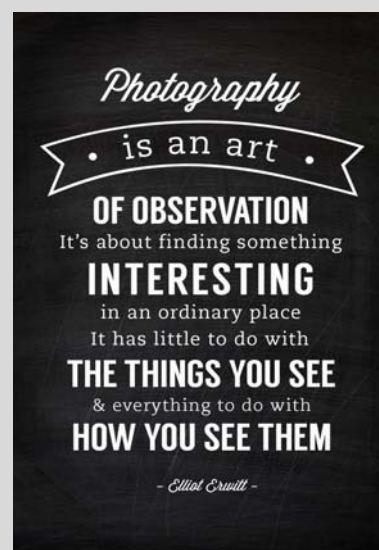 Photography
• is an art •
OF OBSERVATION
It's about finding something
INTERESTING
in an ordinary place
It has little to do with
THE THINGS YOU SEE
& everything to do with
HOW YOU SEE THEM
- Elliot Erwitt -